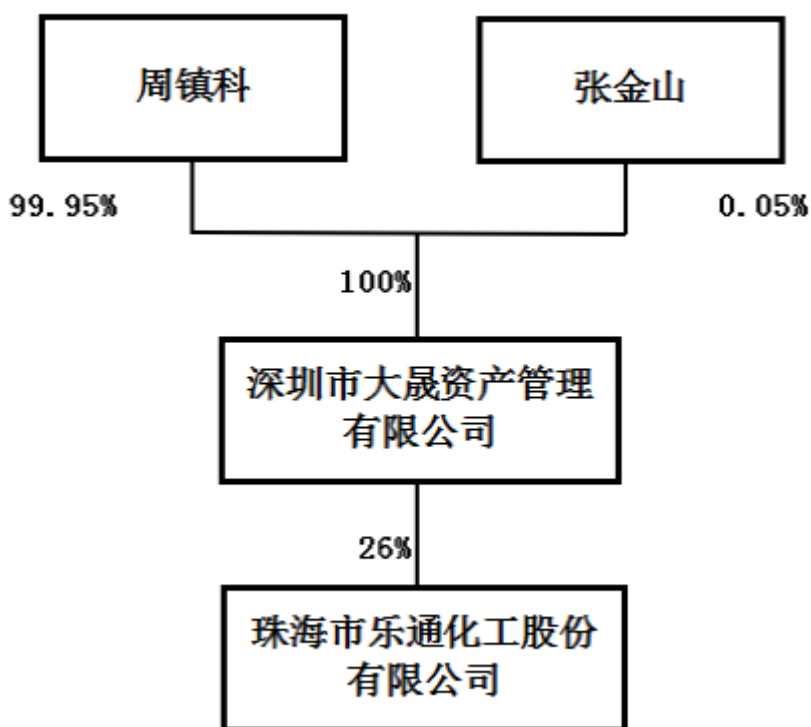 周镇科
张金山
99.95%
0.05%
100%
深圳市大晟资产管理
有限公司
26%
珠海市乐通化工股份
有限公司